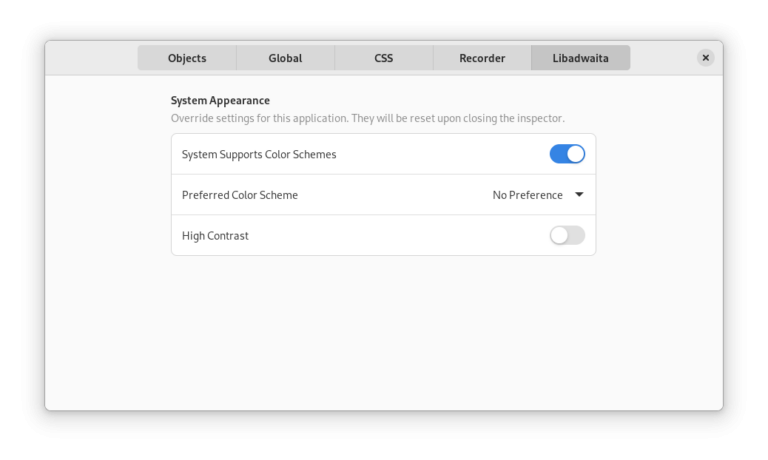 Objects Global CSS Recorder Libadwaita
System Appearance
Override settings for this application. They will be reset upon closing the inspector.
System Supports Color Schemes
Preferred Color Scheme No Preference
High Contrast